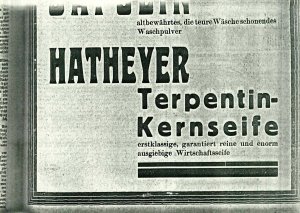 altbewährtes, die teure Wäsche schonendes
Waschpulver
HATHEYER
Terpentin-
Kernseife
erstklassige, garantiert reine und enorm
ausgiebige Wirtschaftsseife